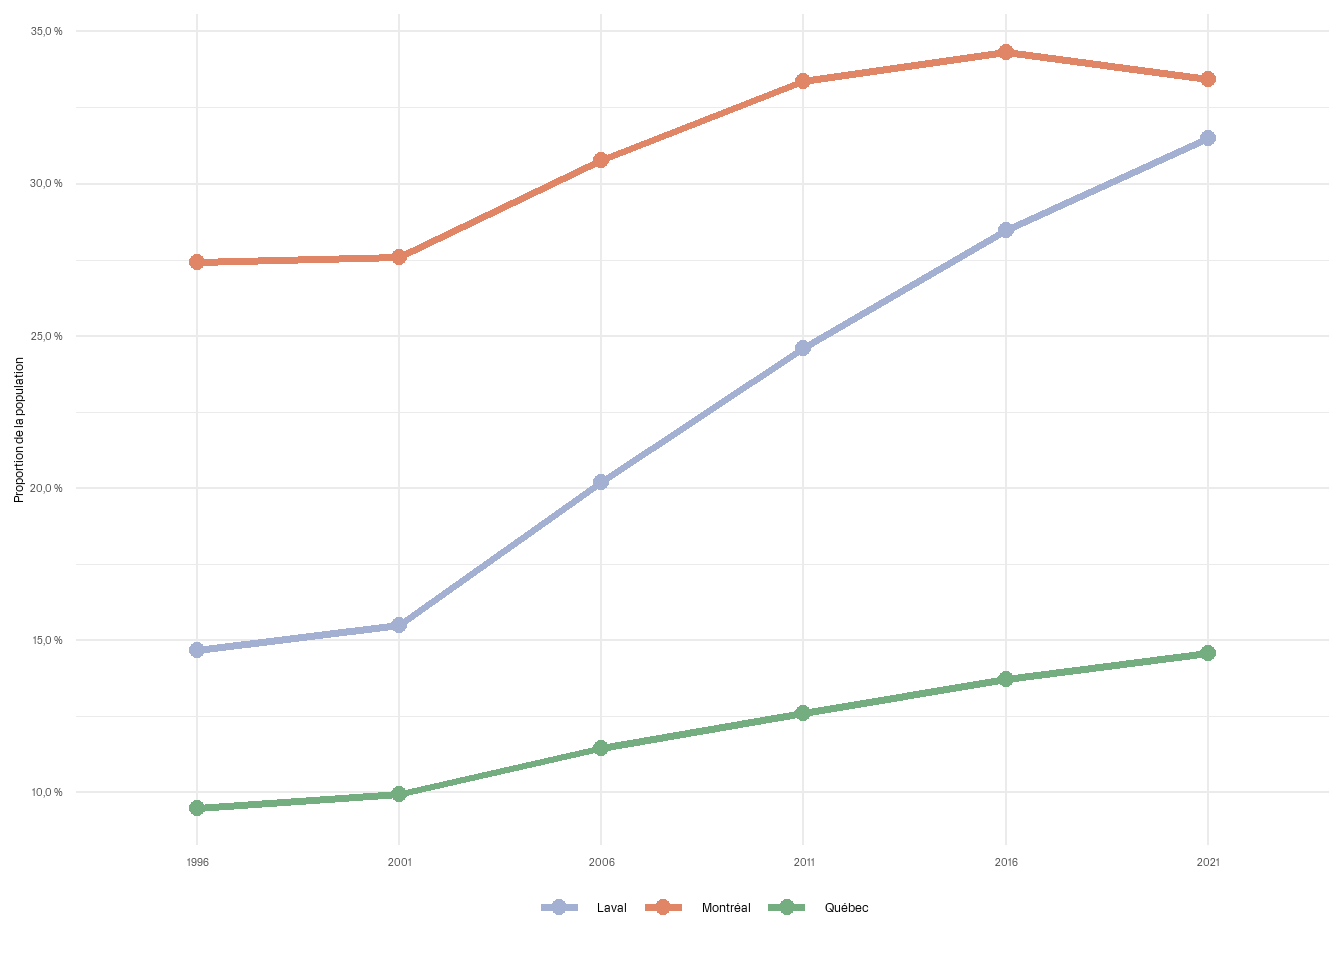 35,0 %
30,0 %
25,0 %
20,0 %
15,0 %
10,0 %
Proportion de la population
1996 2001 2006 2011 2016 2021
Laval Montréal Québec